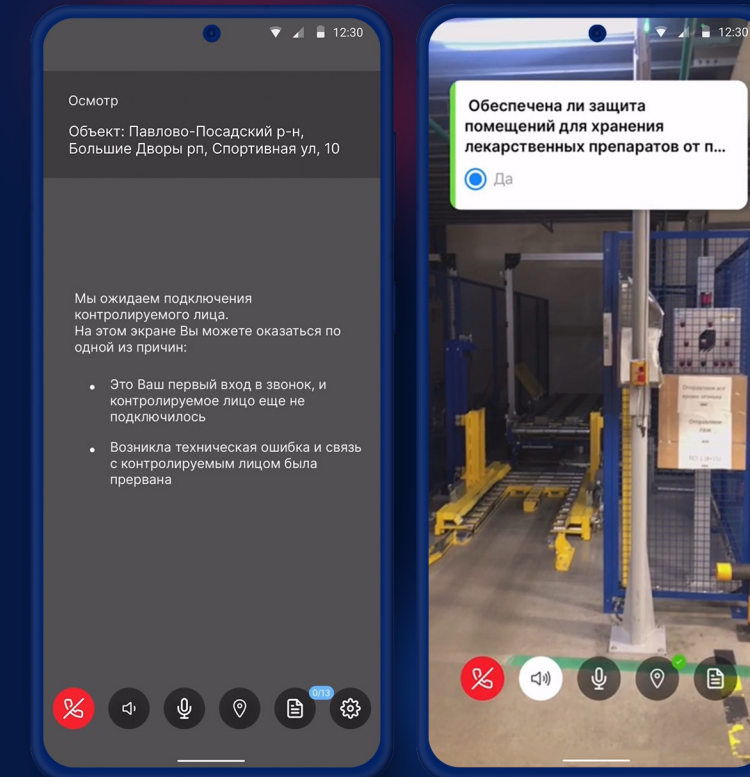 12:30
Осмотр
Объект: Павлово-Посадский р-н,
Большие Дворы рп, Спортивная ул, 10
Мы ожидаем подключения
контролируемого лица.
На этом экране Вы можете оказаться по
одной из причин:
• Это Ваш первый вход в звонок, и
контролируемое лицо еще не
подключилось
• Возникла техническая ошибка и связь
с контролируемым лицом была
прервана
0/13
12:30
Обеспечена ли защита
помещений для хранения
лекарственных препаратов от п...
Да
Отправляем